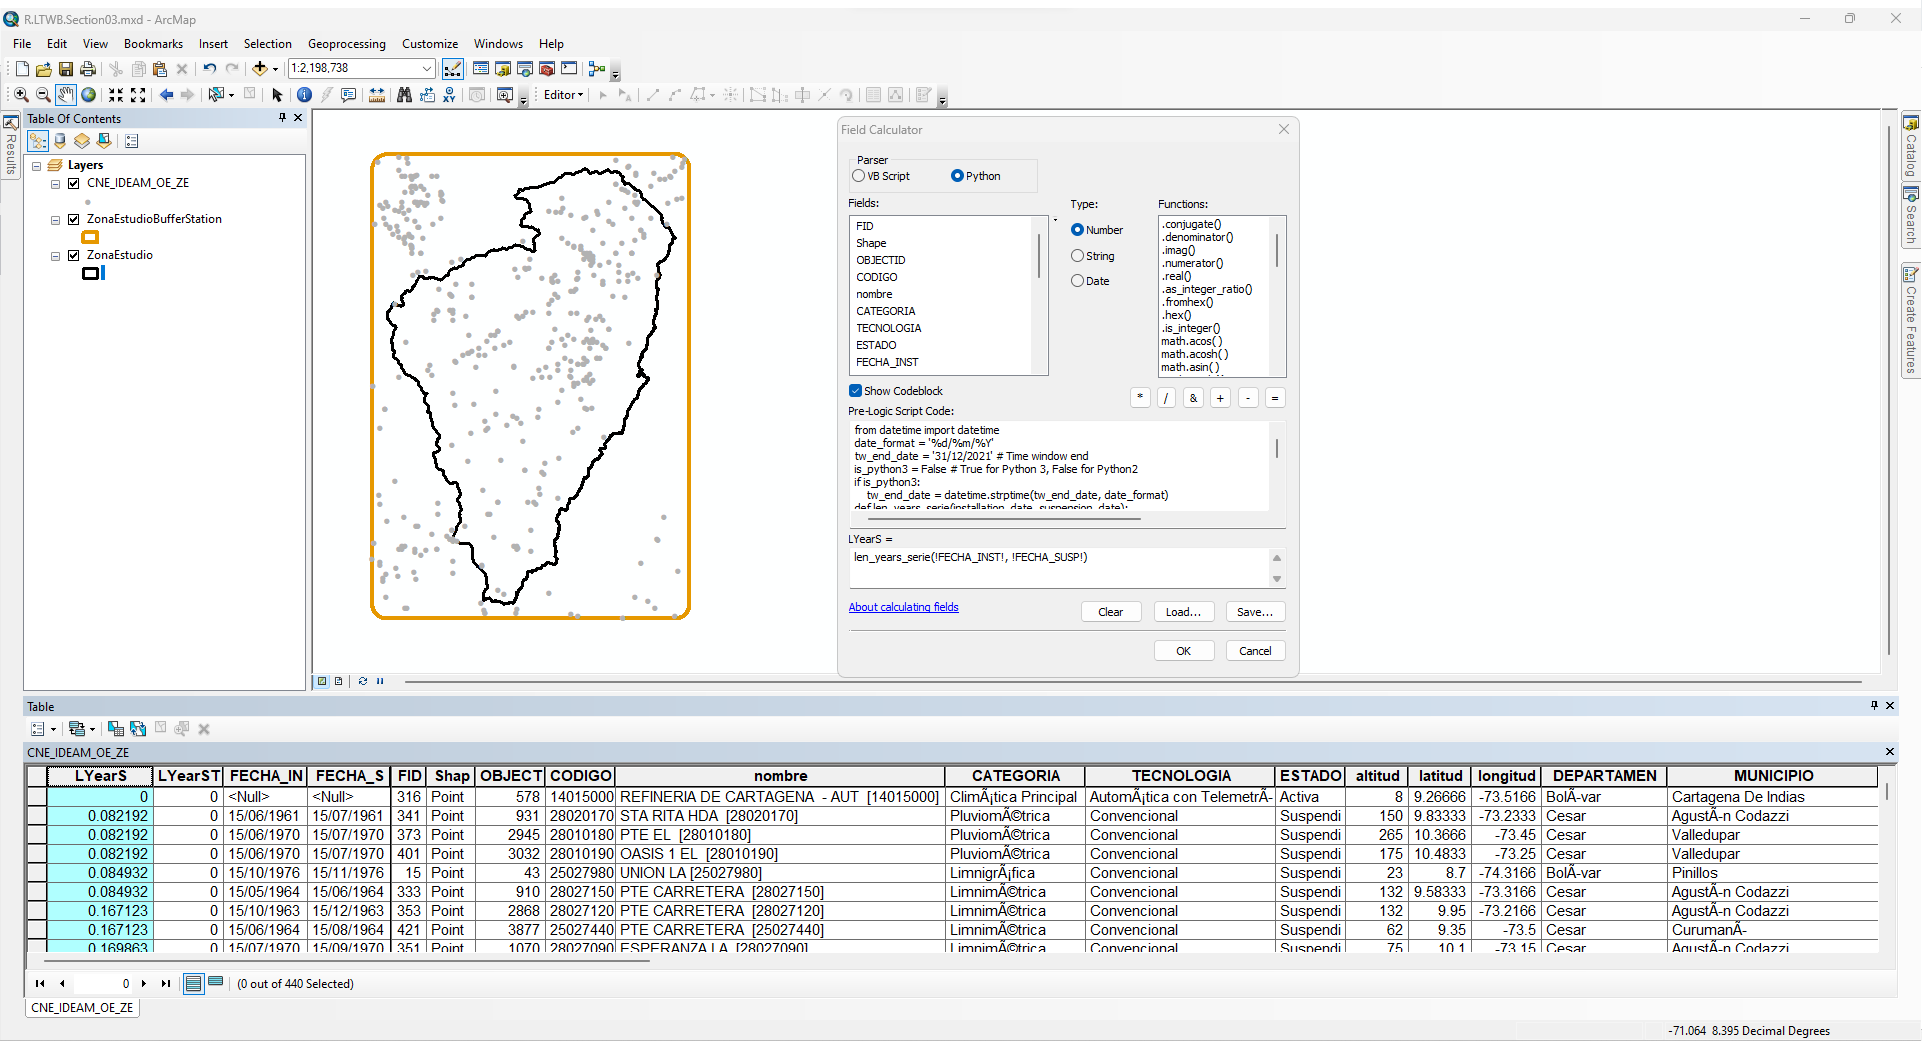 R.LTWB.Section03.mxd - ArcMap
File Edit View Bookmarks Insert Selection Geoprocessing Customize Windows Help
1:2,198,738
Editor
Results
Table Of Contents
Layers
CNE_IDEAM_OE_ZE
ZonaEstudioBufferStation
ZonaEstudio
Catalog
Search
Create Features
Field Calculator
Parser
VB Script Python
Fields: Type: Functions:
FID
Shape
OBJECTID
CODIGO
nombre
CATEGORIA
TECNOLOGIA
ESTADO
FECHA_INST
Number
String
Date
.conjugate()
.denominator()
.imag()
.numerator()
.real()
.as_integer_ratio()
.fromhex()
.hex()
.is_integer()
math.acos( )
math.acosh( )
math.asin( )
Show Codeblock
* / & + - =
Pre-Logic Script Code:
from datetime import datetime
date_format = '%d/%m/%Y'
tw_end_date = '31/12/2021' # Time window end
is_python3 = False # True for Python 3, False for Python2
if is_python3:
tw_end_date = datetime.strptime(tw_end_date, date_format)
def len_years_serie(installation_date, suspension_date):
LYearS =
len_years_serie(!FECHA_INST!, !FECHA_SUSP!)
About calculating fields
Clear Load... Save...
OK Cancel
Table
CNE_IDEAM_OE_ZE
LYearS LYearST FECHA_IN FECHA_S FID Shap OBJECT CODIGO nombre CATEGORIA TECNOLOGIA ESTADO altitud latitud longitud DEPARTAMEN MUNICIPIO
0 0 <Null> <Null> 316 Point 578 14015000 REFINERIA DE CARTAGENA - AUT [14015000] ClimÃ¡tica Principal AutomÃ¡tica con TelemetrÃ- Activa 8 9.26666 -73.5166 BolÃ-var Cartagena De Indias
0.082192 0 15/06/1961 15/07/1961 341 Point 931 28020170 STA RITA HDA [28020170] PluviomÃ©trica Convencional Suspendi 150 9.83333 -73.2333 Cesar AgustÃ-n Codazzi
0.082192 0 15/06/1970 15/07/1970 373 Point 2945 28010180 PTE EL [28010180] PluviomÃ©trica Convencional Suspendi 265 10.3666 -73.45 Cesar Valledupar
0.082192 0 15/06/1970 15/07/1970 401 Point 3032 28010190 OASIS 1 EL [28010190] PluviomÃ©trica Convencional Suspendi 175 10.4833 -73.25 Cesar Valledupar
0.084932 0 15/10/1976 15/11/1976 15 Point 43 25027980 UNION LA [25027980] LimnigrÃ¡fica Convencional Suspendi 23 8.7 -74.3166 BolÃ-var Pinillos
0.084932 0 15/05/1964 15/06/1964 333 Point 910 28027150 PTE CARRETERA [28027150] LimnimÃ©trica Convencional Suspendi 132 9.58333 -73.3166 Cesar AgustÃ-n Codazzi
0.167123 0 15/10/1963 15/12/1963 353 Point 2868 28027120 PTE CARRETERA [28027120] LimnimÃ©trica Convencional Suspendi 132 9.95 -73.2166 Cesar AgustÃ-n Codazzi
0.167123 0 15/06/1964 15/08/1964 421 Point 3877 25027440 PTE CARRETERA [25027440] LimnimÃ©trica Convencional Suspendi 62 9.35 -73.5 Cesar CurumanÃ-
0.169863 0 15/07/1970 15/09/1970 351 Point 1070 28027090 ESPERANZA LA [28027090] LimnimÃ©trica Convencional Suspendi 75 10.1 -73.15 Cesar AgustÃ-n Codazzi
0 (0 out of 440 Selected)
CNE_IDEAM_OE_ZE
-71.064 8.395 Decimal Degrees